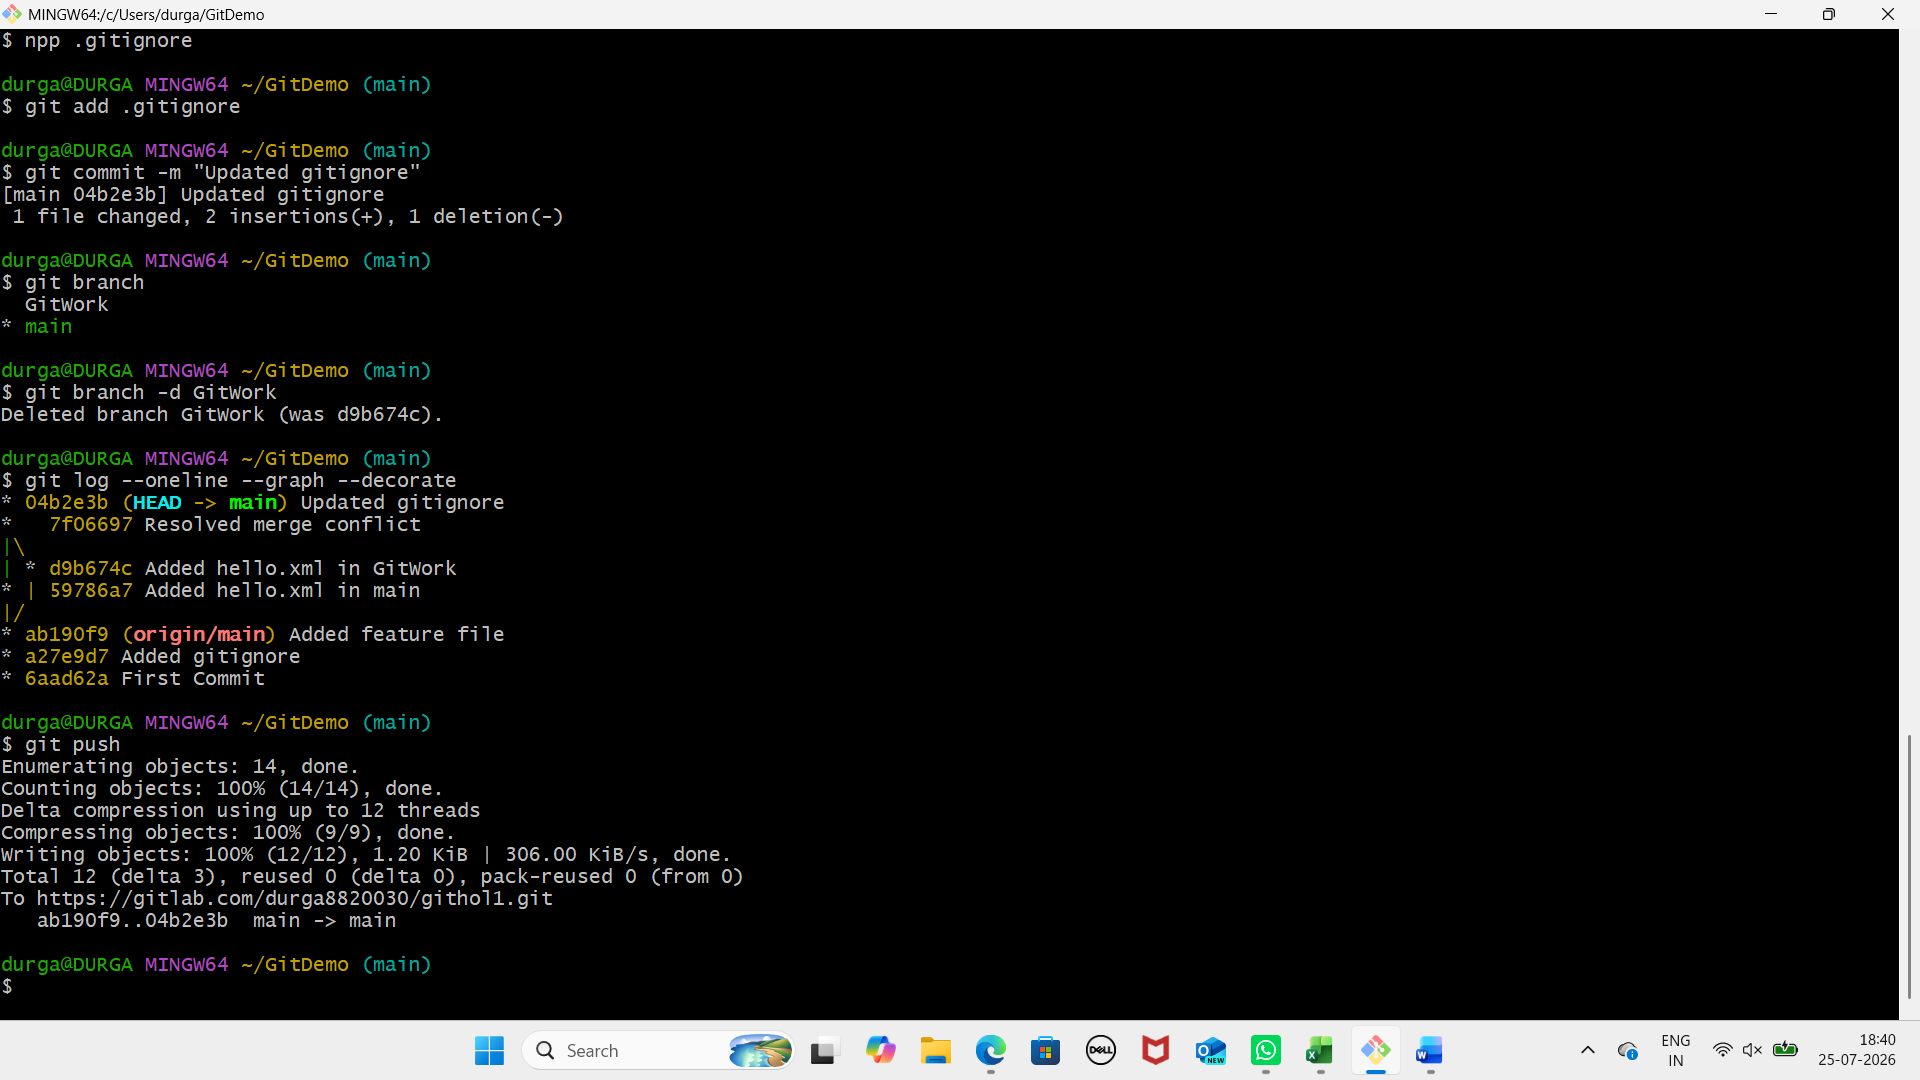 MINGW64:/c/Users/durga/GitDemo
$ npp .gitignore
durga@DURGA MINGW64 ~/GitDemo (main)
$ git add .gitignore
durga@DURGA MINGW64 ~/GitDemo (main)
$ git commit -m "Updated gitignore"
[main 04b2e3b] Updated gitignore
 1 file changed, 2 insertions(+), 1 deletion(-)
durga@DURGA MINGW64 ~/GitDemo (main)
$ git branch
  GitWork
* main
durga@DURGA MINGW64 ~/GitDemo (main)
$ git branch -d GitWork
Deleted branch GitWork (was d9b674c).
durga@DURGA MINGW64 ~/GitDemo (main)
$ git log --oneline --graph --decorate
* 04b2e3b (HEAD -> main) Updated gitignore
*   7f06697 Resolved merge conflict
|\
| * d9b674c Added hello.xml in GitWork
* | 59786a7 Added hello.xml in main
|/
* ab190f9 (origin/main) Added feature file
* a27e9d7 Added gitignore
* 6aad62a First Commit
durga@DURGA MINGW64 ~/GitDemo (main)
$ git push
Enumerating objects: 14, done.
Counting objects: 100% (14/14), done.
Delta compression using up to 12 threads
Compressing objects: 100% (9/9), done.
Writing objects: 100% (12/12), 1.20 KiB | 306.00 KiB/s, done.
Total 12 (delta 3), reused 0 (delta 0), pack-reused 0 (from 0)
To https://gitlab.com/durga8820030/githol1.git
   ab190f9..04b2e3b  main -> main
durga@DURGA MINGW64 ~/GitDemo (main)
$
Search
DELL
NEW
ENG
IN
18:40
25-07-2026